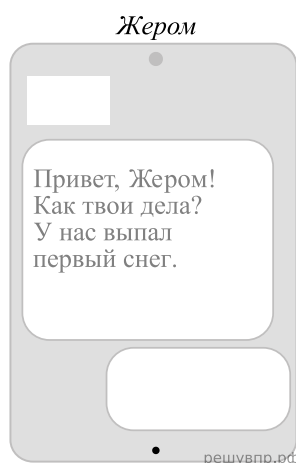 Жером
Привет, Жером!
Как твои дела?
У нас выпал
первый снег.
решувпр.рф